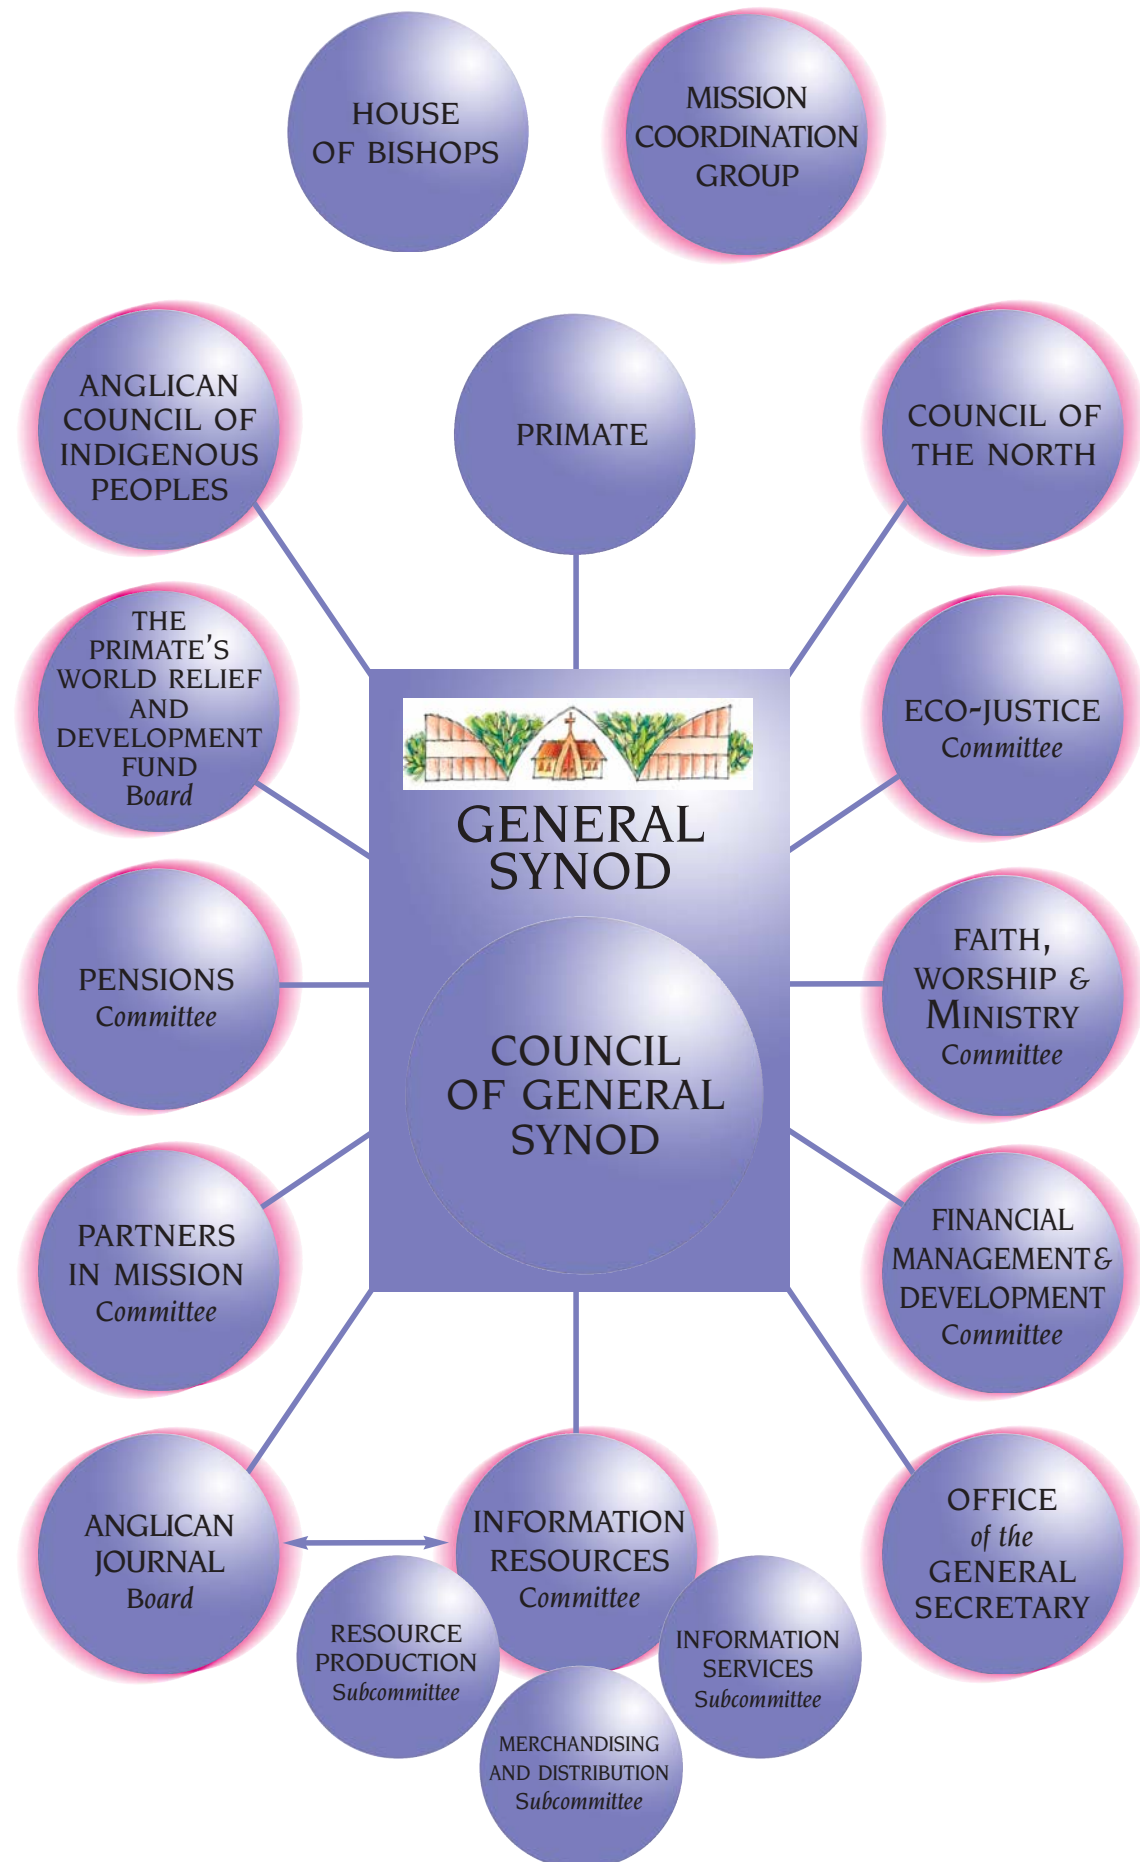 HOUSE
OF BISHOPS
MISSION
COORDINATION
GROUP
ANGLICAN
COUNCIL OF
INDIGENOUS
PEOPLES
PRIMATE
COUNCIL OF
THE NORTH
THE
PRIMATE'S
WORLD RELIEF
AND
DEVELOPMENT
FUND
Board
ECO-JUSTICE
Committee
GENERAL
SYNOD
PENSIONS
Committee
FAITH,
WORSHIP &
MINISTRY
Committee
COUNCIL
OF GENERAL
SYNOD
PARTNERS
IN MISSION
Committee
FINANCIAL
MANAGEMENT &
DEVELOPMENT
Committee
ANGLICAN
JOURNAL
Board
INFORMATION
RESOURCES
Committee
OFFICE
of the
GENERAL
SECRETARY
RESOURCE
PRODUCTION
Subcommittee
INFORMATION
SERVICES
Subcommittee
MERCHANDISING
AND DISTRIBUTION
Subcommittee